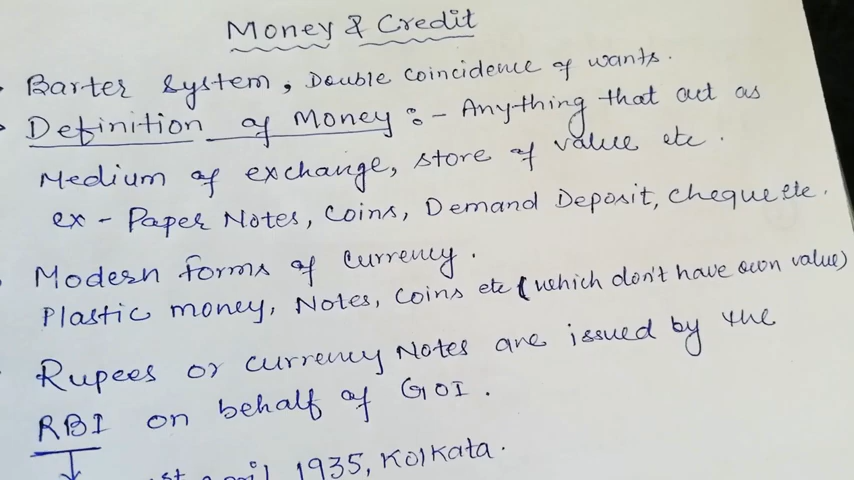 Money & Credit
Barter system, Double coincidence of wants.
Definition of Money :- Anything that act as
Medium of exchange, store of value etc.
ex - Paper Notes, Coins, Demand Deposit, cheque etc.
Modern forms of currency.
Plastic money, Notes, Coins etc (which don't have own value)
Rupees or currency Notes are issued by the
RBI on behalf of GOI.
1935, Kolkata.